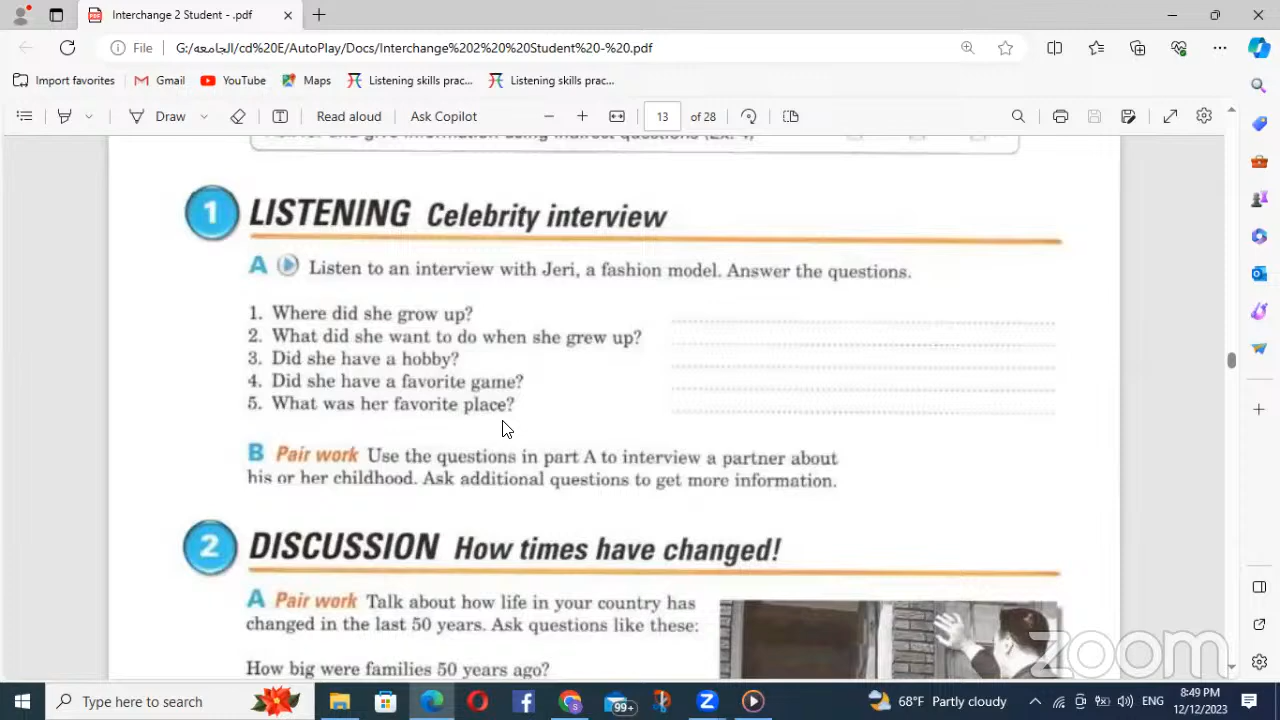 Interchange 2 Student - .pdf
File
G:/الجامعه/cd%20E/AutoPlay/Docs/Interchange%202%20%20Student%20-%20.pdf
Import favorites
Gmail
YouTube
Maps
Listening skills prac...
Listening skills prac...
Draw
Read aloud
Ask Copilot
13
of 28
information using indirect questions (Ex. 4)
1 LISTENING Celebrity interview
A Listen to an interview with Jeri, a fashion model. Answer the questions.
1. Where did she grow up?
2. What did she want to do when she grew up?
3. Did she have a hobby?
4. Did she have a favorite game?
5. What was her favorite place?
B Pair work Use the questions in part A to interview a partner about
his or her childhood. Ask additional questions to get more information.
2 DISCUSSION How times have changed!
A Pair work Talk about how life in your country has
changed in the last 50 years. Ask questions like these:
How big were families 50 years ago?
zoom
Type here to search
99+
68°F Partly cloudy
ENG
8:49 PM
12/12/2023